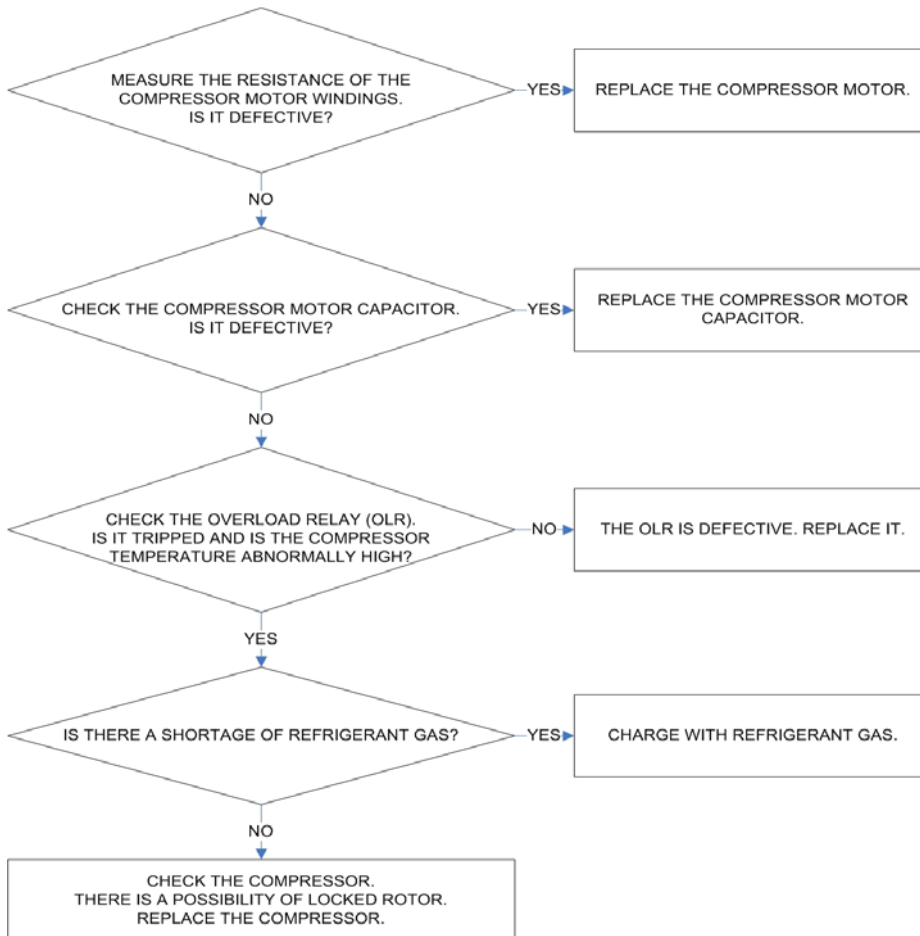 MEASURE THE RESISTANCE OF THE
COMPRESSOR MOTOR WINDINGS.
IS IT DEFECTIVE?
YES
REPLACE THE COMPRESSOR MOTOR.
NO
CHECK THE COMPRESSOR MOTOR CAPACITOR.
IS IT DEFECTIVE?
YES
REPLACE THE COMPRESSOR MOTOR
CAPACITOR.
NO
CHECK THE OVERLOAD RELAY (OLR).
IS IT TRIPPED AND IS THE COMPRESSOR
TEMPERATURE ABNORMALLY HIGH?
NO
THE OLR IS DEFECTIVE. REPLACE IT.
YES
IS THERE A SHORTAGE OF REFRIGERANT GAS?
YES
CHARGE WITH REFRIGERANT GAS.
NO
CHECK THE COMPRESSOR.
THERE IS A POSSIBILITY OF LOCKED ROTOR.
REPLACE THE COMPRESSOR.